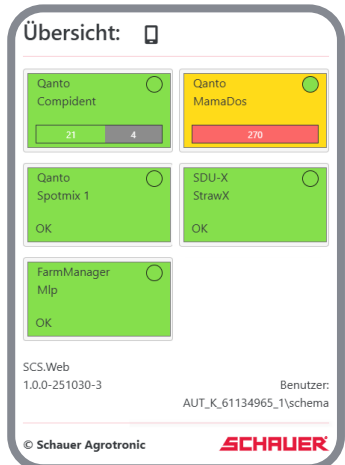 Übersicht:
Qanto
Compident
21 4
Qanto
MamaDos
270
Qanto
Spotmix 1
OK
SDU-X
StrawX
OK
FarmManager
Mlp
OK
SCS.Web
1.0.0-251030-3
Benutzer:
AUT_K_61134965_1\schema
© Schauer Agrotronic
SCHAUER